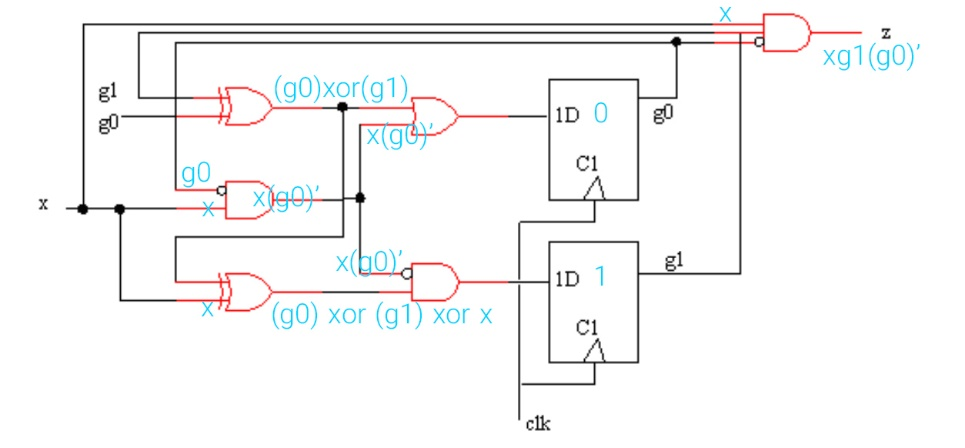 x
z
xg1(g0)’
g1
(g0)xor(g1)
g0
x(g0)’
1D 0
g0
C1
g0
x(g0)’
x
x
x(g0)’
g1
1D 1
x
(g0) xor (g1) xor x
C1
clk